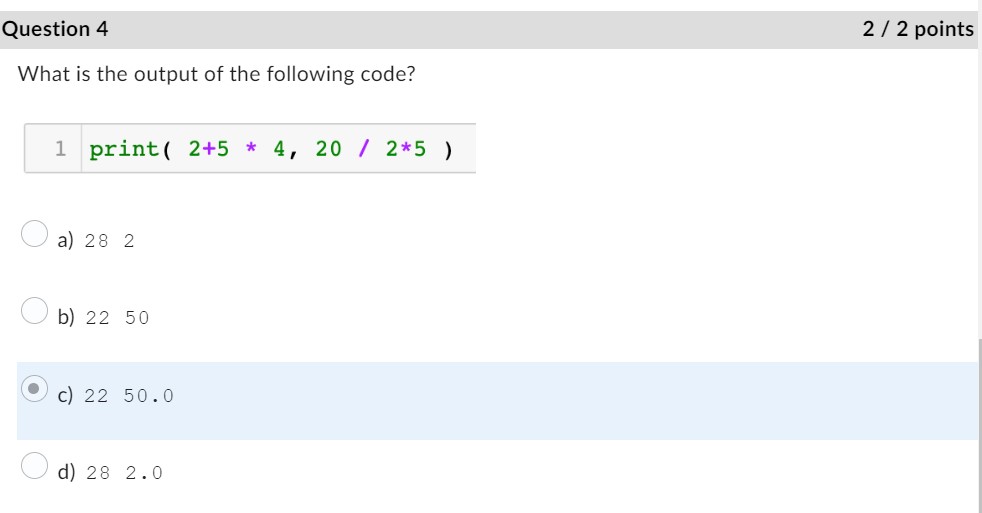 Question 4 2 / 2 points
What is the output of the following code?
1 print( 2+5 * 4, 20 / 2*5 )
a) 28 2
b) 22 50
c) 22 50.0
d) 28 2.0